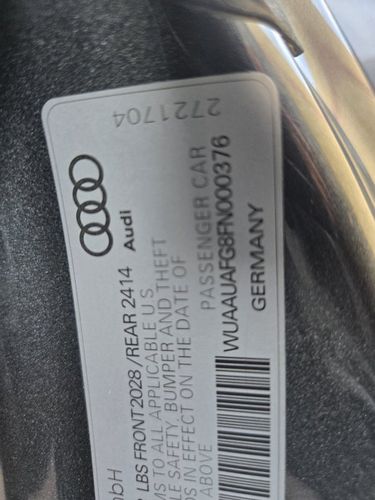 2721704
Audi
bH
LBS FRONT2028 /REAR 2414
MS TO ALL APPLICABLE U S
LE SAFETY, BUMPER AND THEFT
DS IN EFFECT ON THE DATE OF
ABOVE
PASSENGER CAR
WUAAUAFG8FN000376
GERMANY